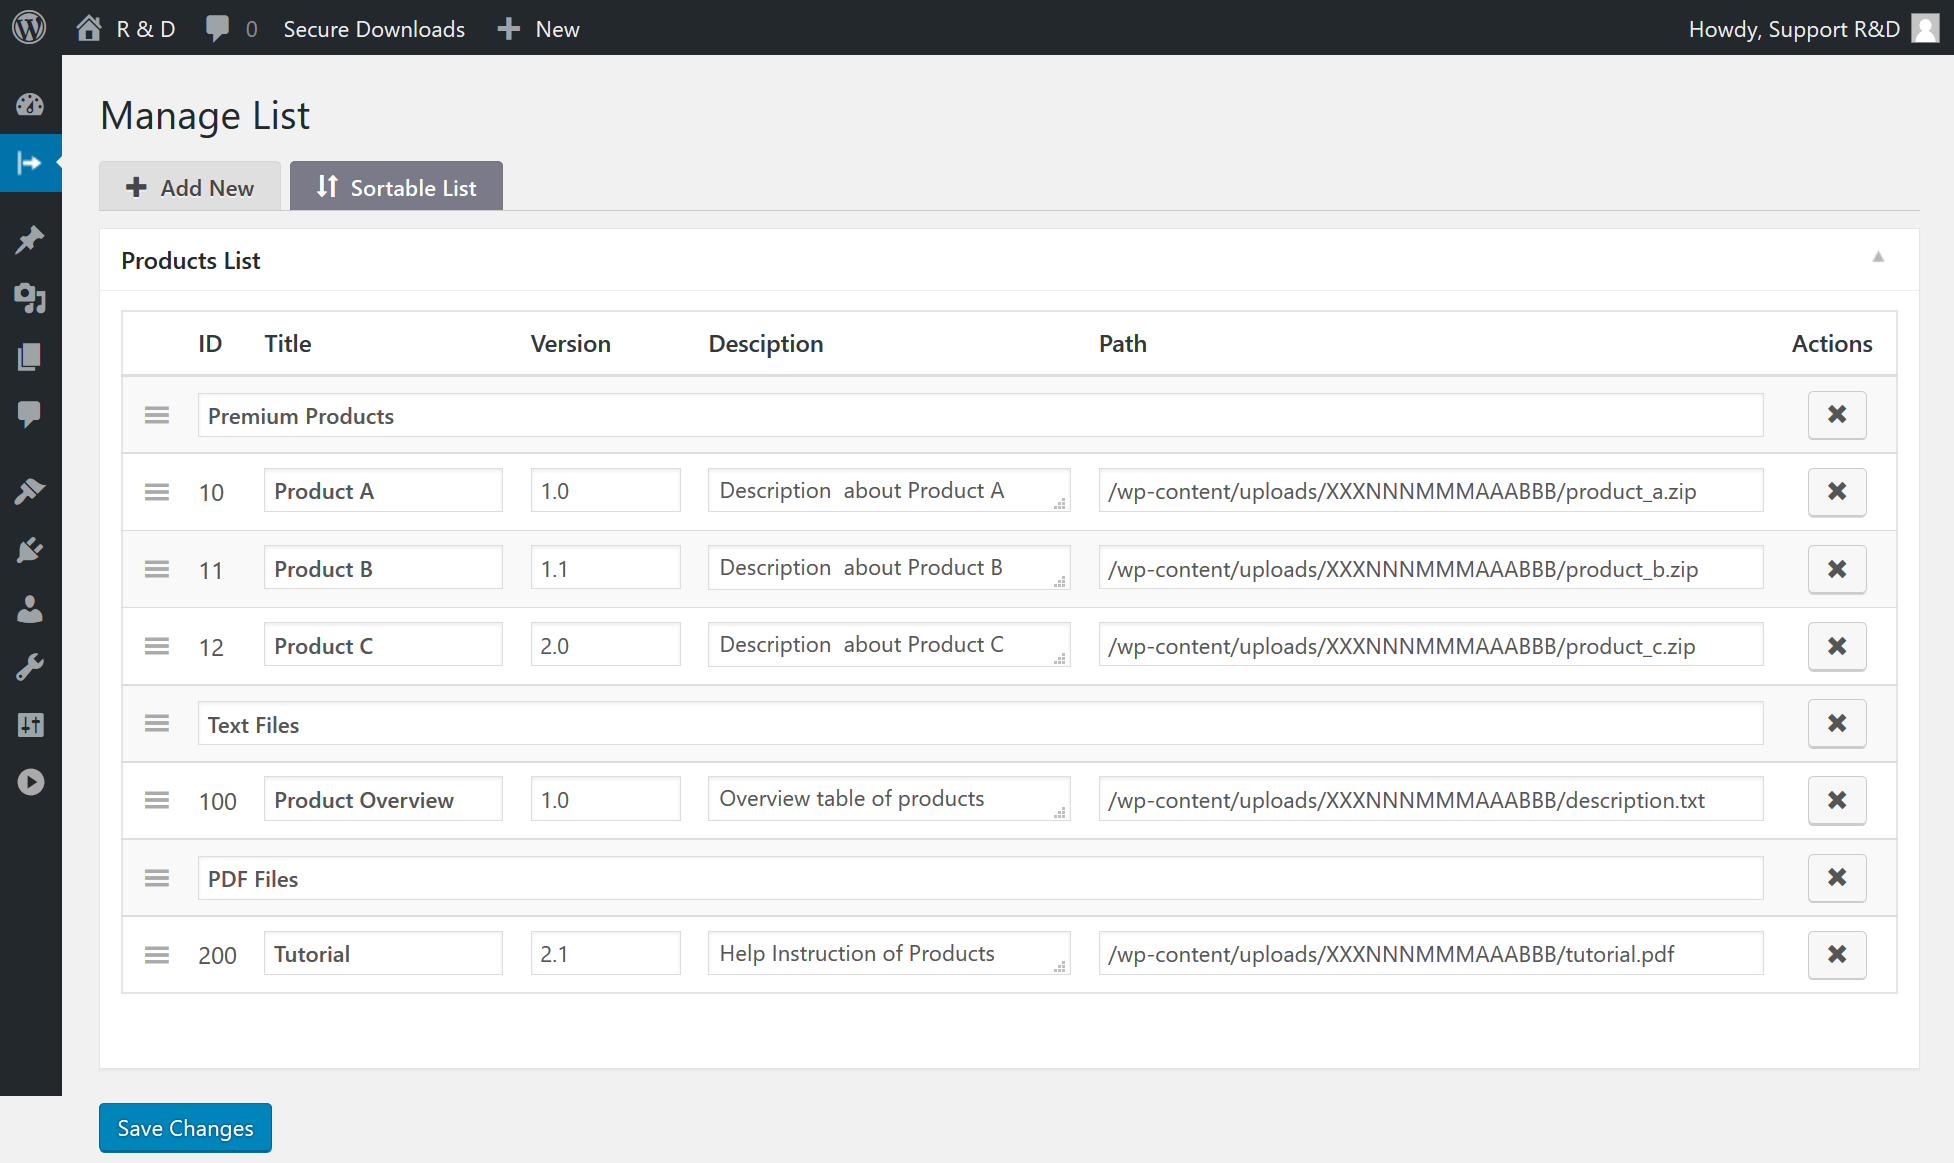 R & D 0 Secure Downloads New Howdy, Support R&D
Manage List
Add New Sortable List
Products List
ID Title Version Desciption Path Actions
Premium Products
10 Product A 1.0 Description  about Product A /wp-content/uploads/XXXNNNMMMAAABBB/product_a.zip
11 Product B 1.1 Description  about Product B /wp-content/uploads/XXXNNNMMMAAABBB/product_b.zip
12 Product C 2.0 Description  about Product C /wp-content/uploads/XXXNNNMMMAAABBB/product_c.zip
Text Files
100 Product Overview 1.0 Overview table of products /wp-content/uploads/XXXNNNMMMAAABBB/description.txt
PDF Files
200 Tutorial 2.1 Help Instruction of Products /wp-content/uploads/XXXNNNMMMAAABBB/tutorial.pdf
Save Changes